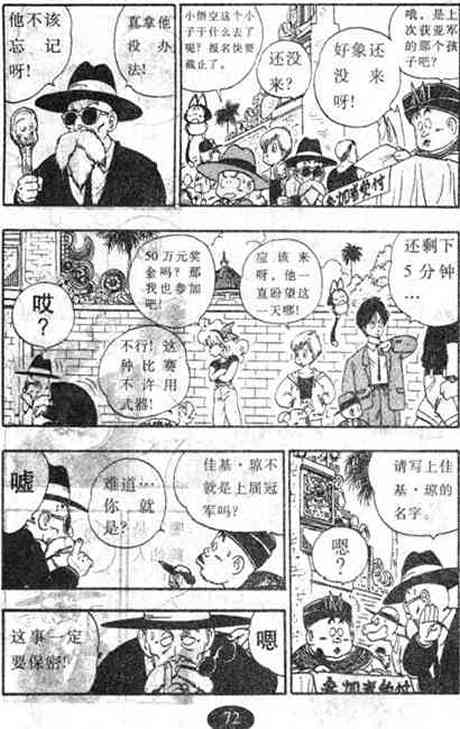 哦，是上
次获亚军
的那个孩
子吧？
好象还
没来
呀！
还没
来？
小悟空这个小
子干什么去了
呢？报名快要
截止了。
参加者受付
真拿他
没办
法！
他不该
忘记
呀！
还剩下
5分钟
…
应该来
呀，他一
直盼望这
一天哪！
50万元奖
金吗？那
我也参加
吧！
不行！这
种比赛
不许用
武器！
哎
？
请写上佳
基·琼的
名字。
嗯
？
参加者受付
佳基·琼不
就是上届冠
军吗？
难道…
你就
是？
嘘
嗯
这事一定
要保密！
72